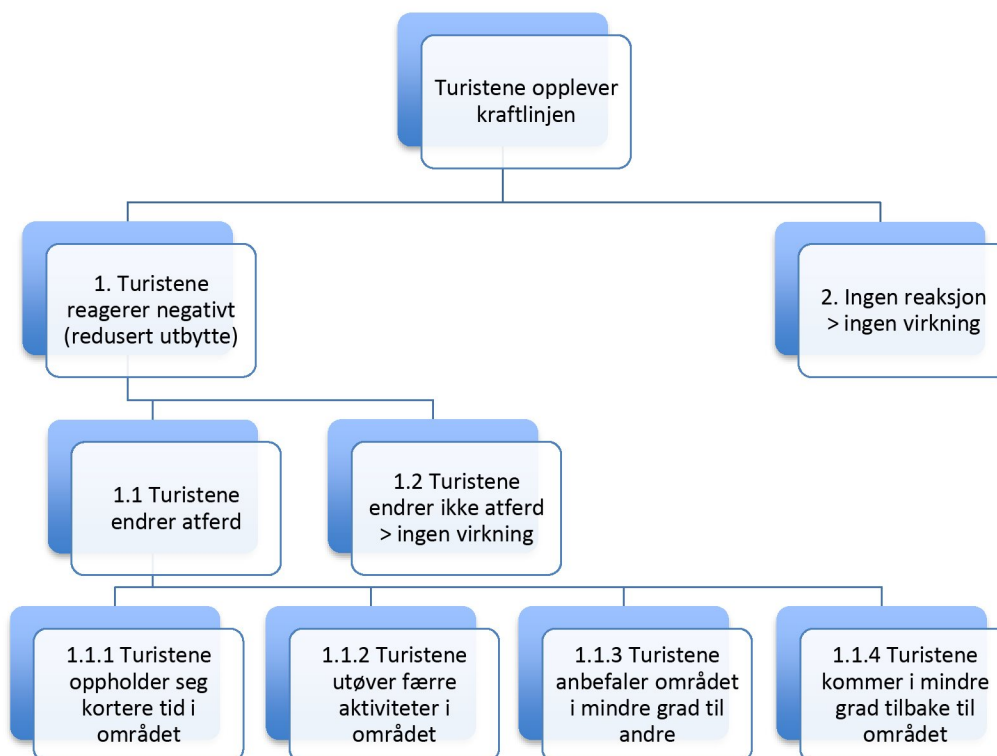 Turistene opplever
kraftlinjen
1. Turistene
reagerer negativt
(redusert utbytte)
2. Ingen reaksjon
> ingen virkning
1.1 Turistene
endrer atferd
1.2 Turistene
endrer ikke atferd
> ingen virkning
1.1.1 Turistene
oppholder seg
kortere tid i
området
1.1.2 Turistene
utøver færre
aktiviteter i
området
1.1.3 Turistene
anbefaler området
i mindre grad til
andre
1.1.4 Turistene
kommer i mindre
grad tilbake til
området